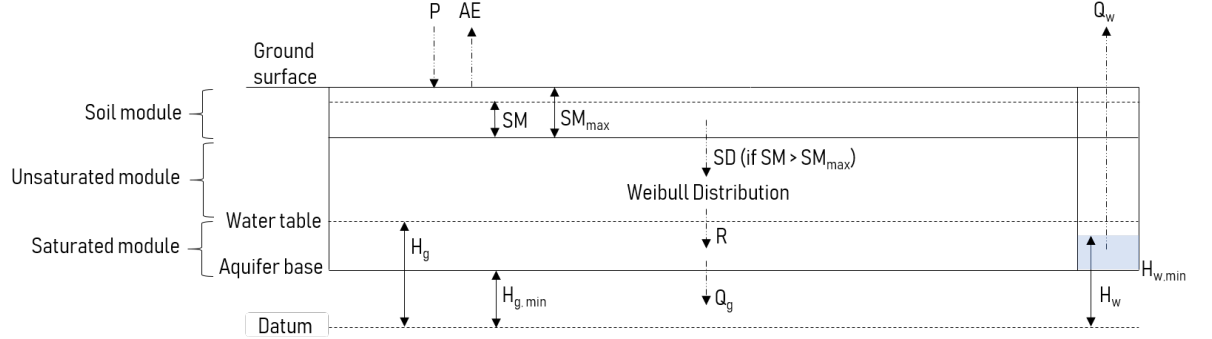 P
AE
Q_w
Ground
surface
Soil module
SM
SM_max
SD (if SM > SM_max)
Unsaturated module
Weibull Distribution
Water table
Saturated module
H_g
R
Aquifer base
H_w,min
H_g, min
Q_g
H_w
Datum